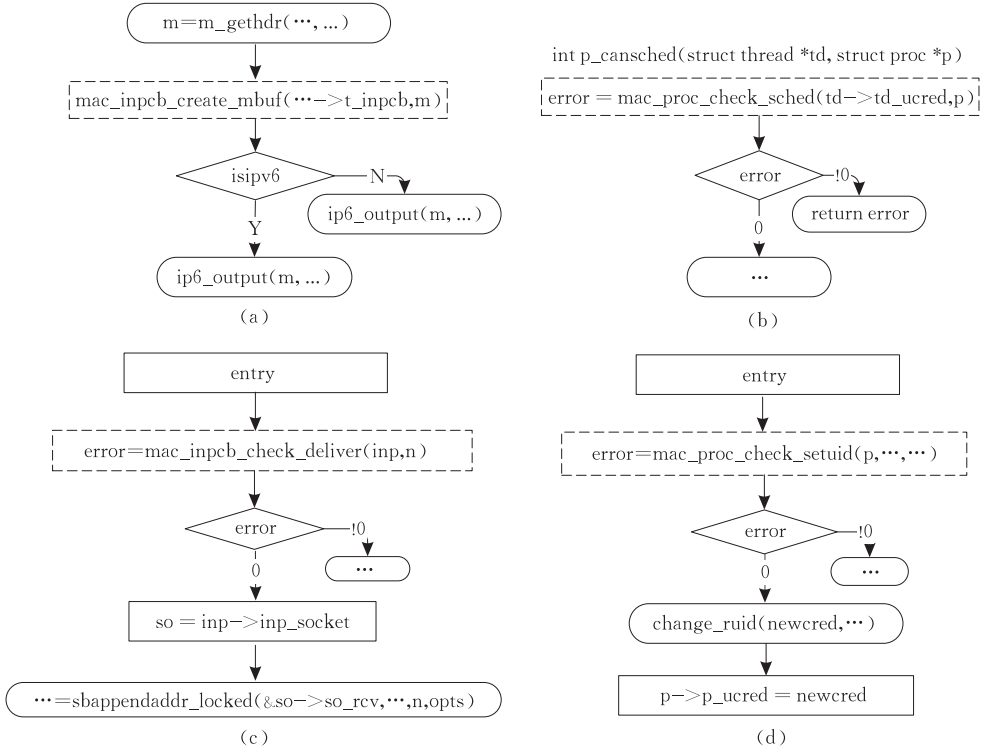 m=m_gethdr(⋯,...)
mac_inpcb_create_mbuf(⋯->t_inpcb,m)
isipv6
N
ip6_output(m,...)
Y
ip6_output(m,...)
(a)
int p_cansched(struct thread *td, struct proc *p)
error = mac_proc_check_sched(td->td_ucred,p)
error
!0
return error
0
⋯
(b)
entry
error=mac_inpcb_check_deliver(inp,n)
error
!0
⋯
0
so = inp->inp_socket
⋯=sbappendaddr_locked(&so->so_rcv,⋯,n,opts)
(c)
entry
error=mac_proc_check_setuid(p,⋯,⋯)
error
!0
⋯
0
change_ruid(newcred,⋯)
p->p_ucred = newcred
(d)